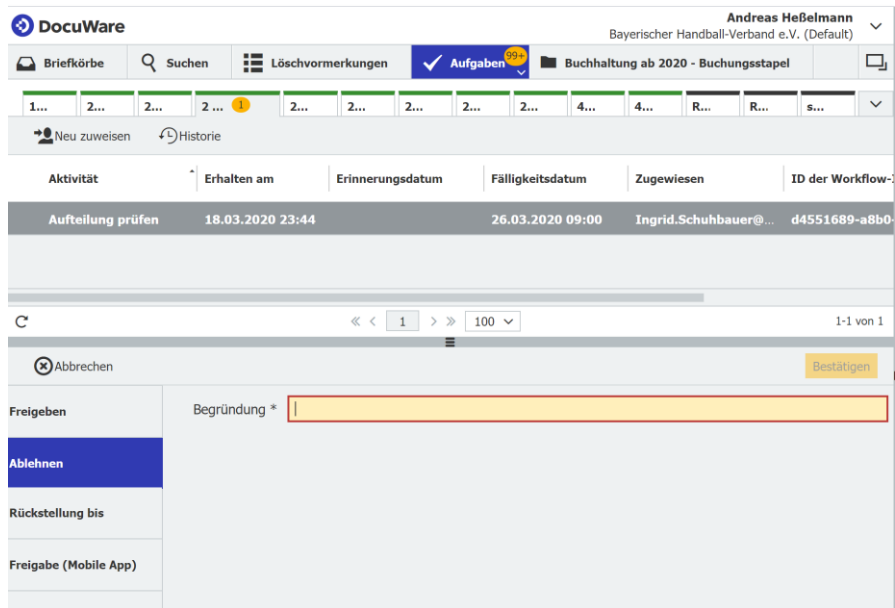 DocuWare
Andreas Heßelmann
Bayerischer Handball-Verband e.V. (Default)
Briefkörbe
Suchen
Löschvormerkungen
Aufgaben
99+
Buchhaltung ab 2020 - Buchungsstapel
1... 2... 2... 2 ... 1 2... 2... 2... 2... 2... 4... 4... R... R... s...
Neu zuweisen Historie
Aktivität Erhalten am Erinnerungsdatum Fälligkeitsdatum Zugewiesen ID der Workflow-
Aufteilung prüfen 18.03.2020 23:44 26.03.2020 09:00 Ingrid.Schuhbauer@... d4551689-a8b0-
1 100 1-1 von 1
Abbrechen Bestätigen
Freigeben Begründung *
Ablehnen
Rückstellung bis
Freigabe (Mobile App)